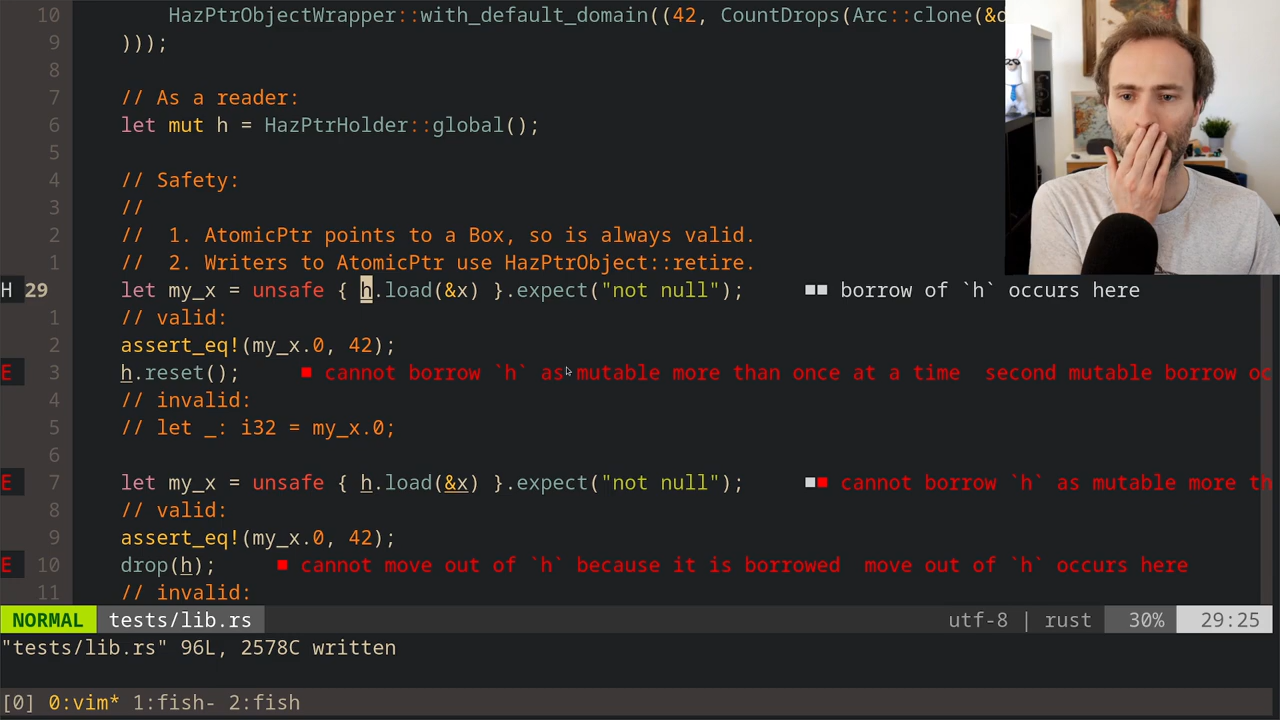 10 HazPtrObjectWrapper::with_default_domain((42, CountDrops(Arc::clone(&
9 )));
8
7 // As a reader:
6 let mut h = HazPtrHolder::global();
5
4 // Safety:
3 //
2 //  1. AtomicPtr points to a Box, so is always valid.
1 //  2. Writers to AtomicPtr use HazPtrObject::retire.
H 29 let my_x = unsafe { h.load(&x) }.expect("not null"); ■■ borrow of `h` occurs here
1 // valid:
2 assert_eq!(my_x.0, 42);
E 3 h.reset(); ■ cannot borrow `h` as mutable more than once at a time  second mutable borrow oc
4 // invalid:
5 // let _: i32 = my_x.0;
6
E 7 let my_x = unsafe { h.load(&x) }.expect("not null"); ■■ cannot borrow `h` as mutable more th
8 // valid:
9 assert_eq!(my_x.0, 42);
E 10 drop(h); ■ cannot move out of `h` because it is borrowed  move out of `h` occurs here
11 // invalid:
NORMAL tests/lib.rs utf-8 | rust 30% 29:25
"tests/lib.rs" 96L, 2578C written
[0] 0:vim* 1:fish- 2:fish